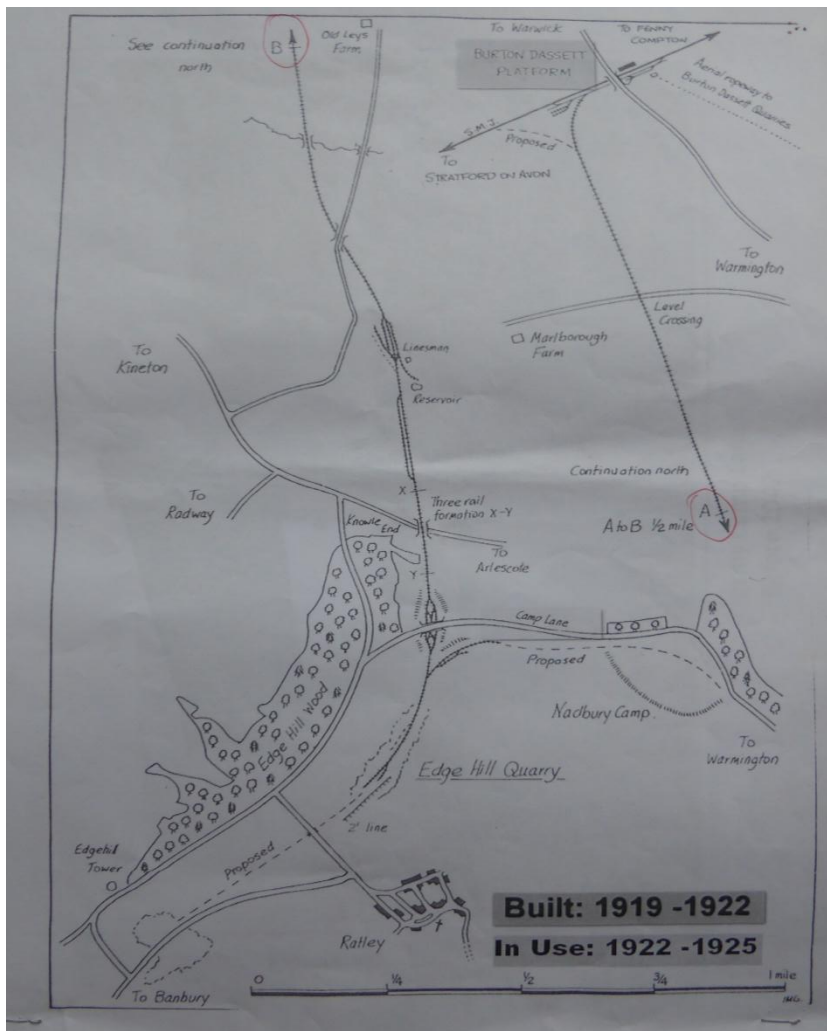 See continuation
north
B
Old Leys
Farm
To Warwick
To FENNY
COMPTON
BURTON DASSETT
PLATFORM
Aerial ropeway to
Burton Dassett Quarries
S.M.J.
Proposed
To
STRATFORD ON AVON
To
Warmington
Level
Crossing
Marlborough
Farm
To
Kineton
Linesman
Reservoir
Continuation north
A
A to B 1/2 mile
To
Radway
X
Three rail
formation X-Y
Knowle
End
To
Arlescote
Y
Camp Lane
Proposed
Nadbury Camp.
To
Warmington
Edge Hill Wood
Edge Hill Quarry
2' line
Edgehill
Tower
Proposed
Ratley
To Banbury
Built: 1919 -1922
In Use: 1922 -1925
0 1/4 1/2 3/4 1 mile